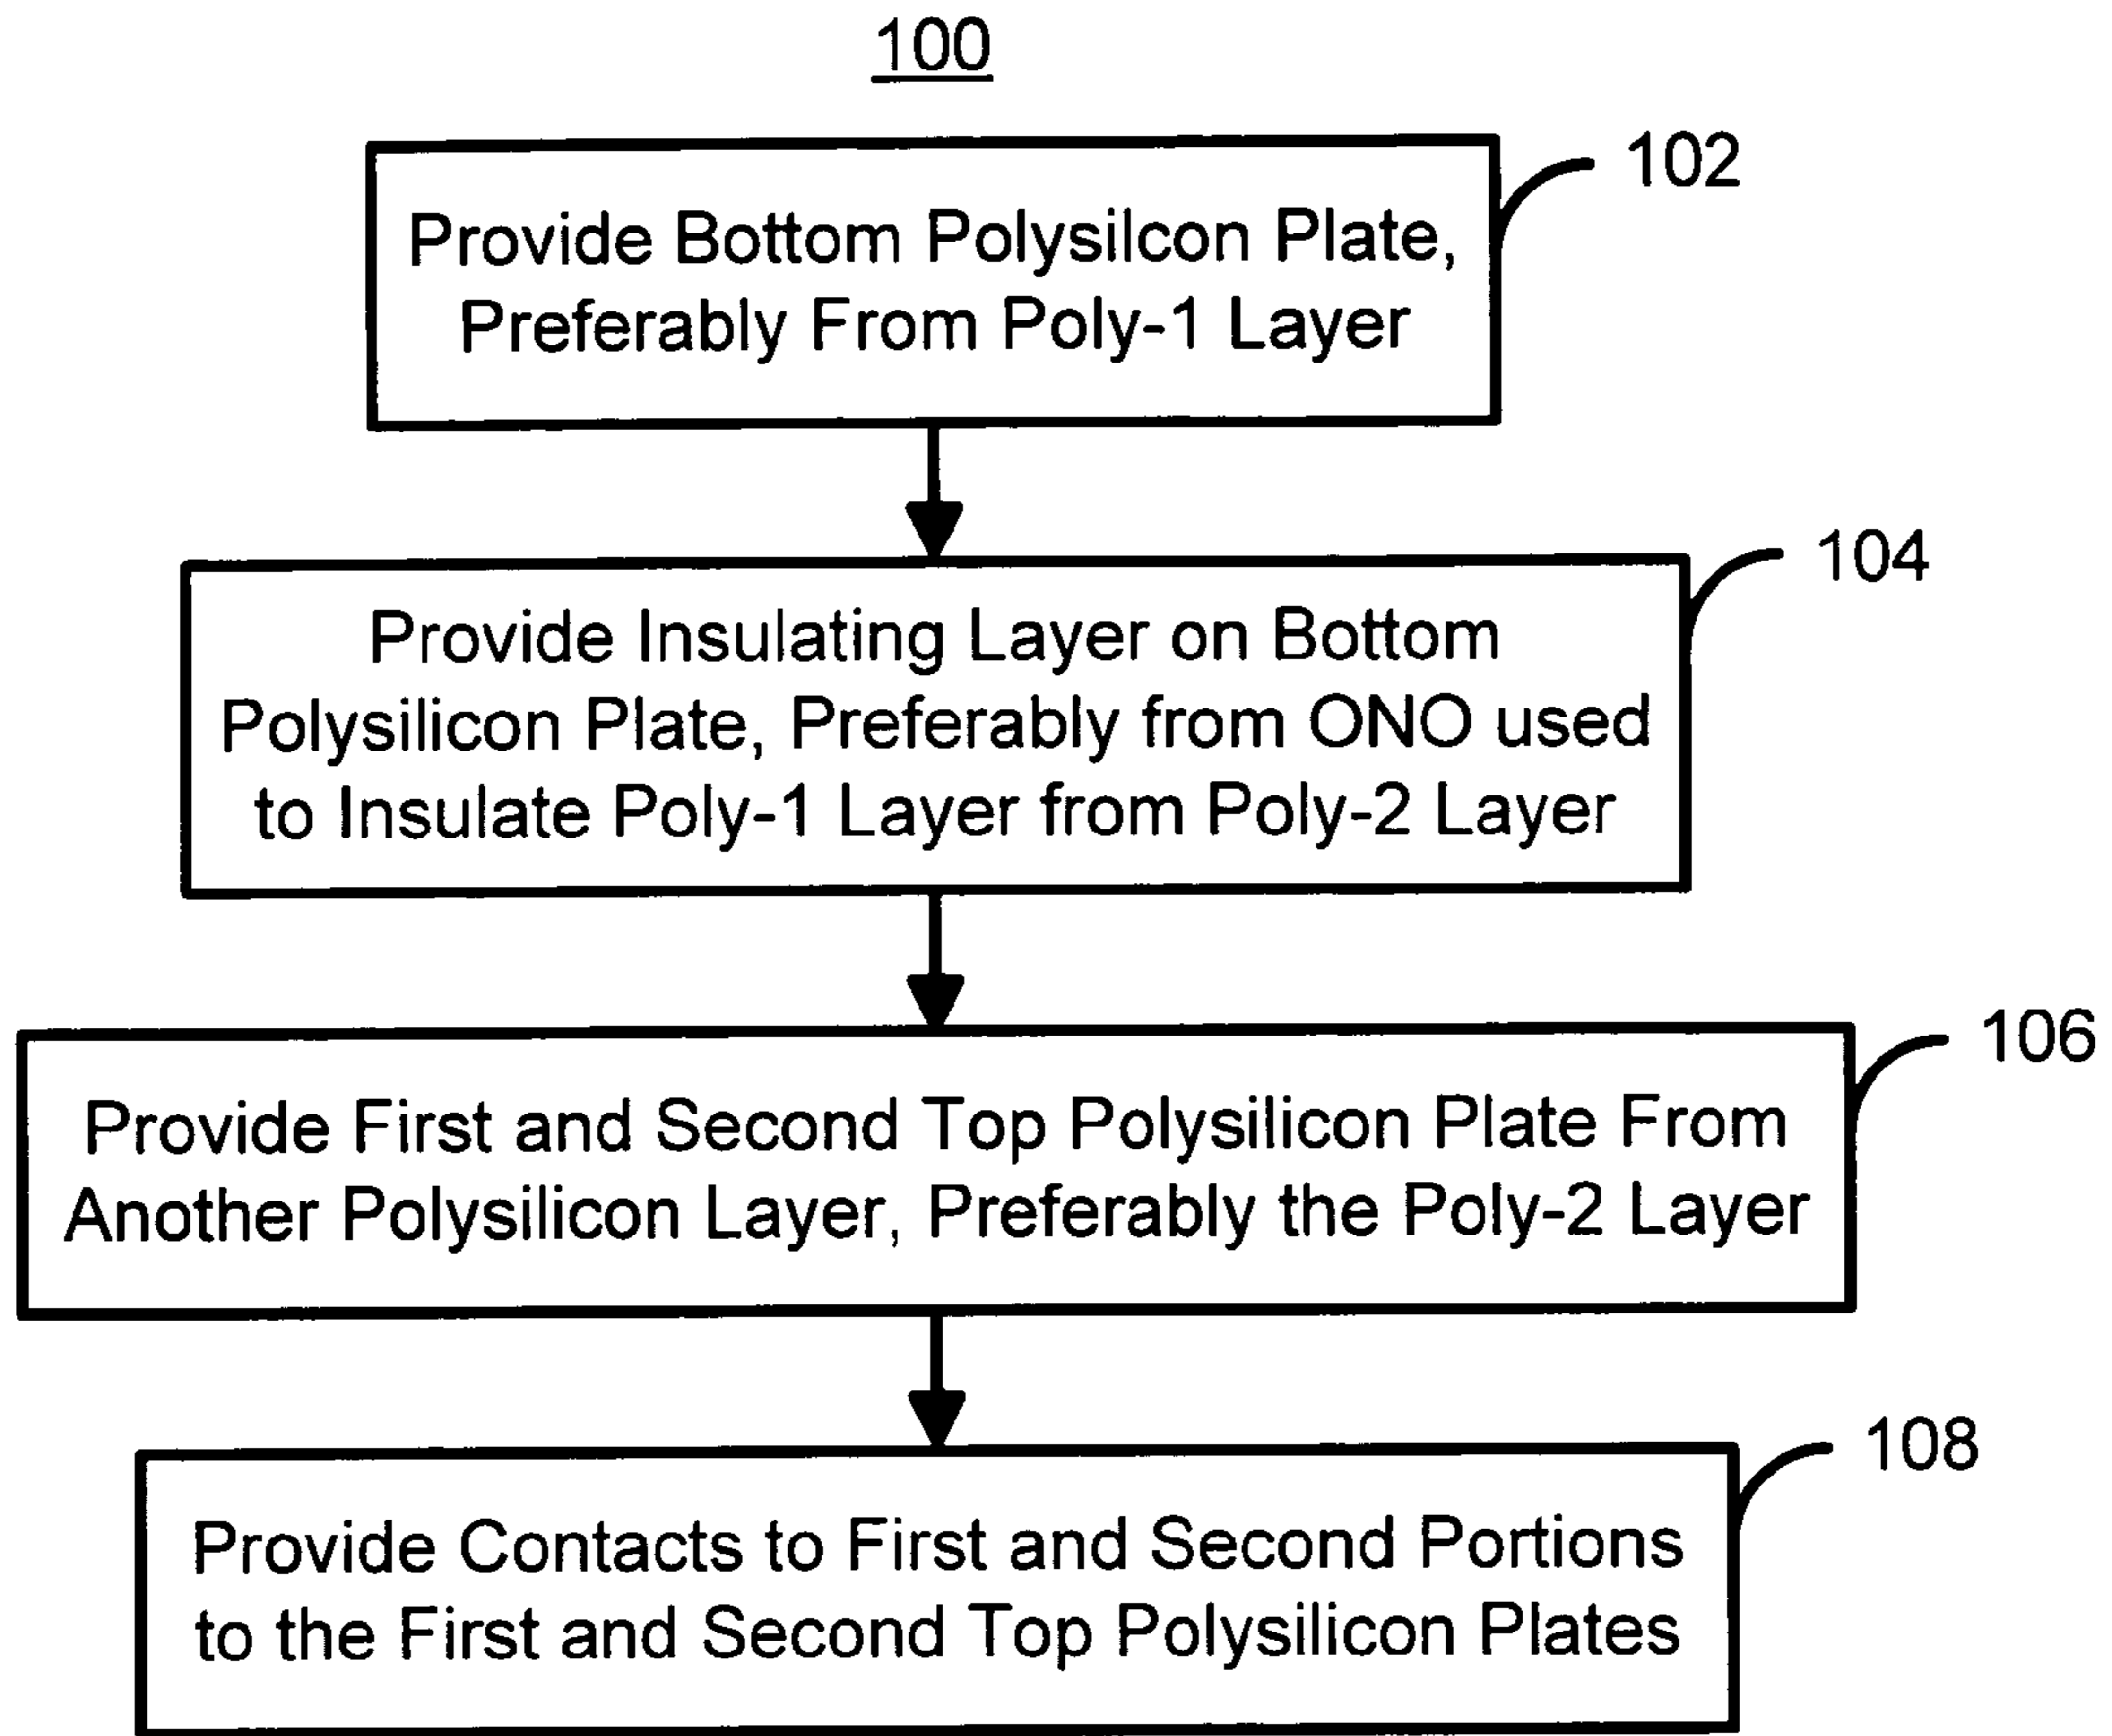 100
102
Provide Bottom Polysilcon Plate,
Preferably From Poly-1 Layer
104
Provide Insulating Layer on Bottom
Polysilicon Plate, Preferably from ONO used
to Insulate Poly-1 Layer from Poly-2 Layer
106
Provide First and Second Top Polysilicon Plate From
Another Polysilicon Layer, Preferably the Poly-2 Layer
108
Provide Contacts to First and Second Portions
to the First and Second Top Polysilicon Plates